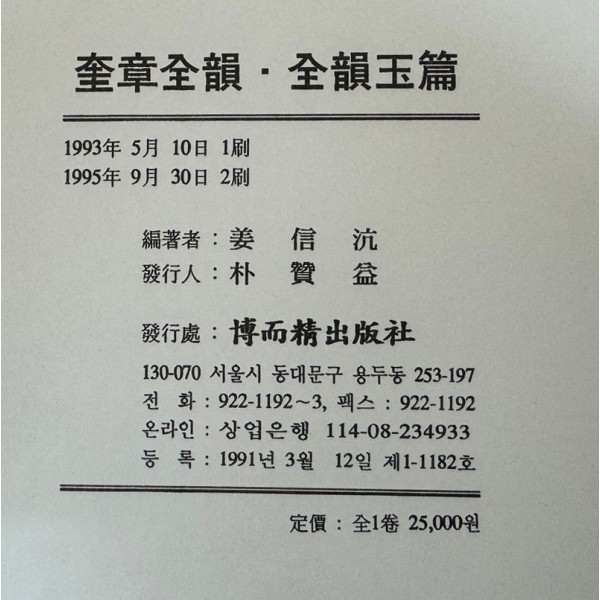 奎章全韻 · 全韻玉篇
1993年 5月 10日 1刷
1995年 9月 30日 2刷
編著者 : 姜 信 沆
發行人 : 朴 贊 益
發行處 : 博而精出版社
130-070 서울시 동대문구 용두동 253-197
전 화 : 922-1192~3, 팩스 : 922-1192
온라인 : 상업은행 114-08-234933
등 록 : 1991년 3월 12일 제1-1182호
定價 : 全1卷 25,000원